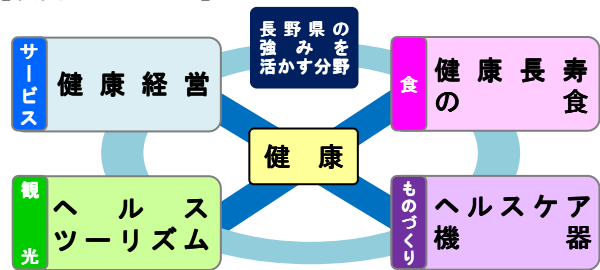 長野県の
強みを
活かす分野
サービス
健康経営
食
健康長寿
の食
健康
観光
ヘルス
ツーリズム
ものづくり
ヘルスケア
機器